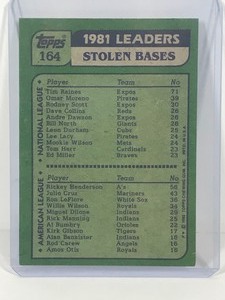 Topps
164
1981 LEADERS
STOLEN BASES
NATIONAL LEAGUE
Player Team No
Tim Raines Expos 71
Omar Moreno Pirates 39
Rodney Scott Expos 30
Dave Collins Reds 26
Andre Dawson Expos 26
Bill North Giants 26
Leon Durham Cubs 25
Lee Lacy Pirates 24
Mookie Wilson Mets 24
Tom Herr Cardinals 23
Ed Miller Braves 23
AMERICAN LEAGUE
Player Team No
Rickey Henderson A's 56
Julio Cruz Mariners 43
Ron LeFlore White Sox 36
Willie Wilson Royals 34
Miguel Dilone Indians 29
Rick Manning Indians 25
Al Bumbry Orioles 22
Kirk Gibson Tigers 17
Alan Bannister Indians 16
Rod Carew Angels 16
Amos Otis Royals 16